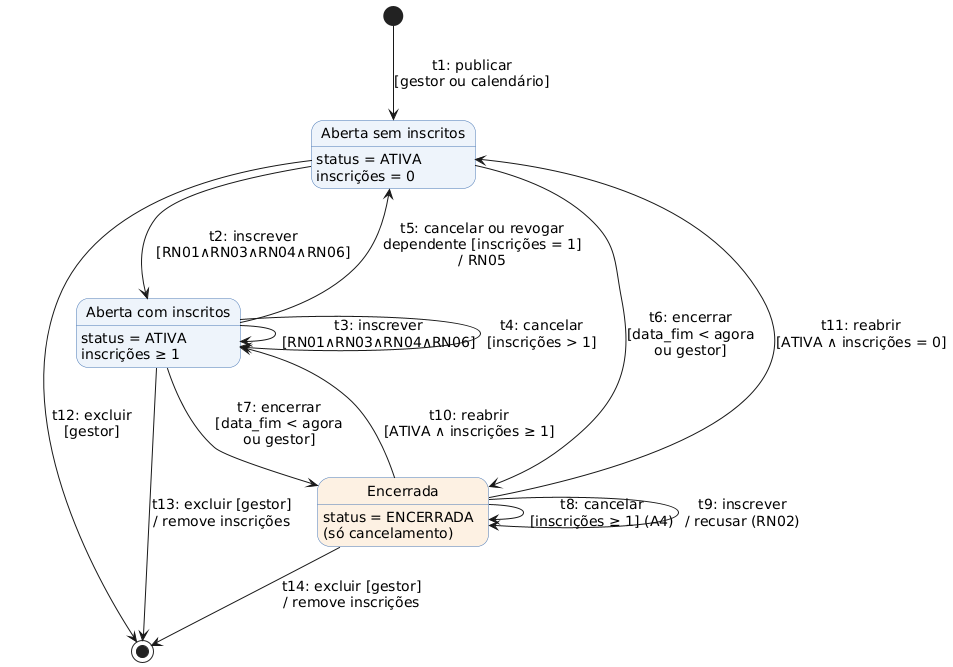 t1: publicar
[gestor ou calendário]
Aberta sem inscritos
status = ATIVA
inscrições = 0
t2: inscrever
[RN01∧RN03∧RN04∧RN06]
t5: cancelar ou revogar
dependente [inscrições = 1]
/ RN05
Aberta com inscritos
status = ATIVA
inscrições ≥ 1
t3: inscrever
[RN01∧RN03∧RN04∧RN06]
t4: cancelar
[inscrições > 1]
t6: encerrar
[data_fim < agora
ou gestor]
t11: reabrir
[ATIVA ∧ inscrições = 0]
t12: excluir
[gestor]
t7: encerrar
[data_fim < agora
ou gestor]
t10: reabrir
[ATIVA ∧ inscrições ≥ 1]
t13: excluir [gestor]
/ remove inscrições
Encerrada
status = ENCERRADA
(só cancelamento)
t8: cancelar
[inscrições ≥ 1] (A4)
t9: inscrever
/ recusar (RN02)
t14: excluir [gestor]
/ remove inscrições